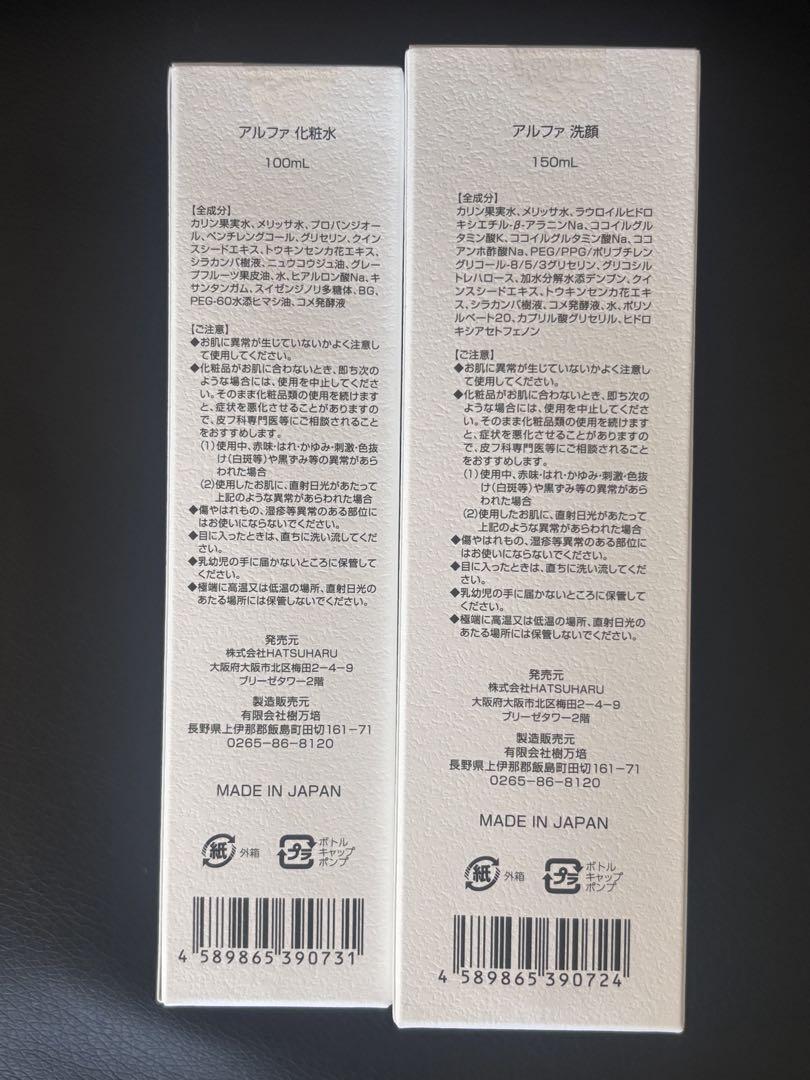 アルファ 化粧水
100mL
【全成分】
カリン果実水、メリッサ水、プロパンジオー
ル、ペンチレングリコール、グリセリン、クイン
スシードエキス、トウキンセンカ花エキス、
シラカンバ樹液、ニュウコウジュ油、グレー
プフルーツ果皮油、水、ヒアルロン酸Na、キ
サンタンガム、スイゼンジノリ多糖体、BG、
PEG-60水添ヒマシ油、コメ発酵液
【ご注意】
◆お肌に異常が生じていないかよく注意し
て使用してください。
◆化粧品がお肌に合わないとき、即ち次の
ような場合には、使用を中止してくださ
い。そのまま化粧品類の使用を続けます
と、症状を悪化させることがありますの
で、皮フ科専門医等にご相談されること
をおすすめします。
(1)使用中、赤味・はれ・かゆみ・刺激・色抜
け(白斑等)や黒ずみ等の異常があら
われた場合
(2)使用したお肌に、直射日光があたって
上記のような異常があらわれた場合
◆傷やはれもの、湿疹等異常のある部位に
はお使いにならないでください。
◆目に入ったときは、直ちに洗い流してくだ
さい。
◆乳幼児の手に届かないところに保管して
ください。
◆極端に高温又は低温の場所、直射日光の
あたる場所には保管しないでください。
発売元
株式会社HATSUHARU
大阪府大阪市北区梅田2-4-9
ブリーゼタワー2階
製造販売元
有限会社樹万培
長野県上伊那郡飯島町田切161-71
0265-86-8120
MADE IN JAPAN
紙 外箱
プラ ボトル
キャップ
ポンプ
4 589865 390731
アルファ 洗顔
150mL
【全成分】
カリン果実水、メリッサ水、ラウロイルヒドロ
キシエチル-β-アラニンNa、ココイルグル
タミン酸K、ココイルグルタミン酸Na、ココ
アンホ酢酸Na、PEG/PPG/ポリブチレン
グリコール-8/5/3グリセリン、グリコシル
トレハロース、加水分解水添デンプン、クイ
ンスシードエキス、トウキンセンカ花エキ
ス、シラカンバ樹液、コメ発酵液、水、ポリソ
ルベート20、カプリル酸グリセリル、ヒドロ
キシアセトフェノン
【ご注意】
◆お肌に異常が生じていないかよく注意し
て使用してください。
◆化粧品がお肌に合わないとき、即ち次の
ような場合には、使用を中止してくださ
い。そのまま化粧品類の使用を続けます
と、症状を悪化させることがありますの
で、皮フ科専門医等にご相談されること
をおすすめします。
(1)使用中、赤味・はれ・かゆみ・刺激・色抜
け(白斑等)や黒ずみ等の異常があら
われた場合
(2)使用したお肌に、直射日光があたって
上記のような異常があらわれた場合
◆傷やはれもの、湿疹等異常のある部位に
はお使いにならないでください。
◆目に入ったときは、直ちに洗い流してくだ
さい。
◆乳幼児の手に届かないところに保管して
ください。
◆極端に高温又は低温の場所、直射日光の
あたる場所には保管しないでください。
発売元
株式会社HATSUHARU
大阪府大阪市北区梅田2-4-9
ブリーゼタワー2階
製造販売元
有限会社樹万培
長野県上伊那郡飯島町田切161-71
0265-86-8120
MADE IN JAPAN
紙 外箱
プラ ボトル
キャップ
ポンプ
4 589865 390724